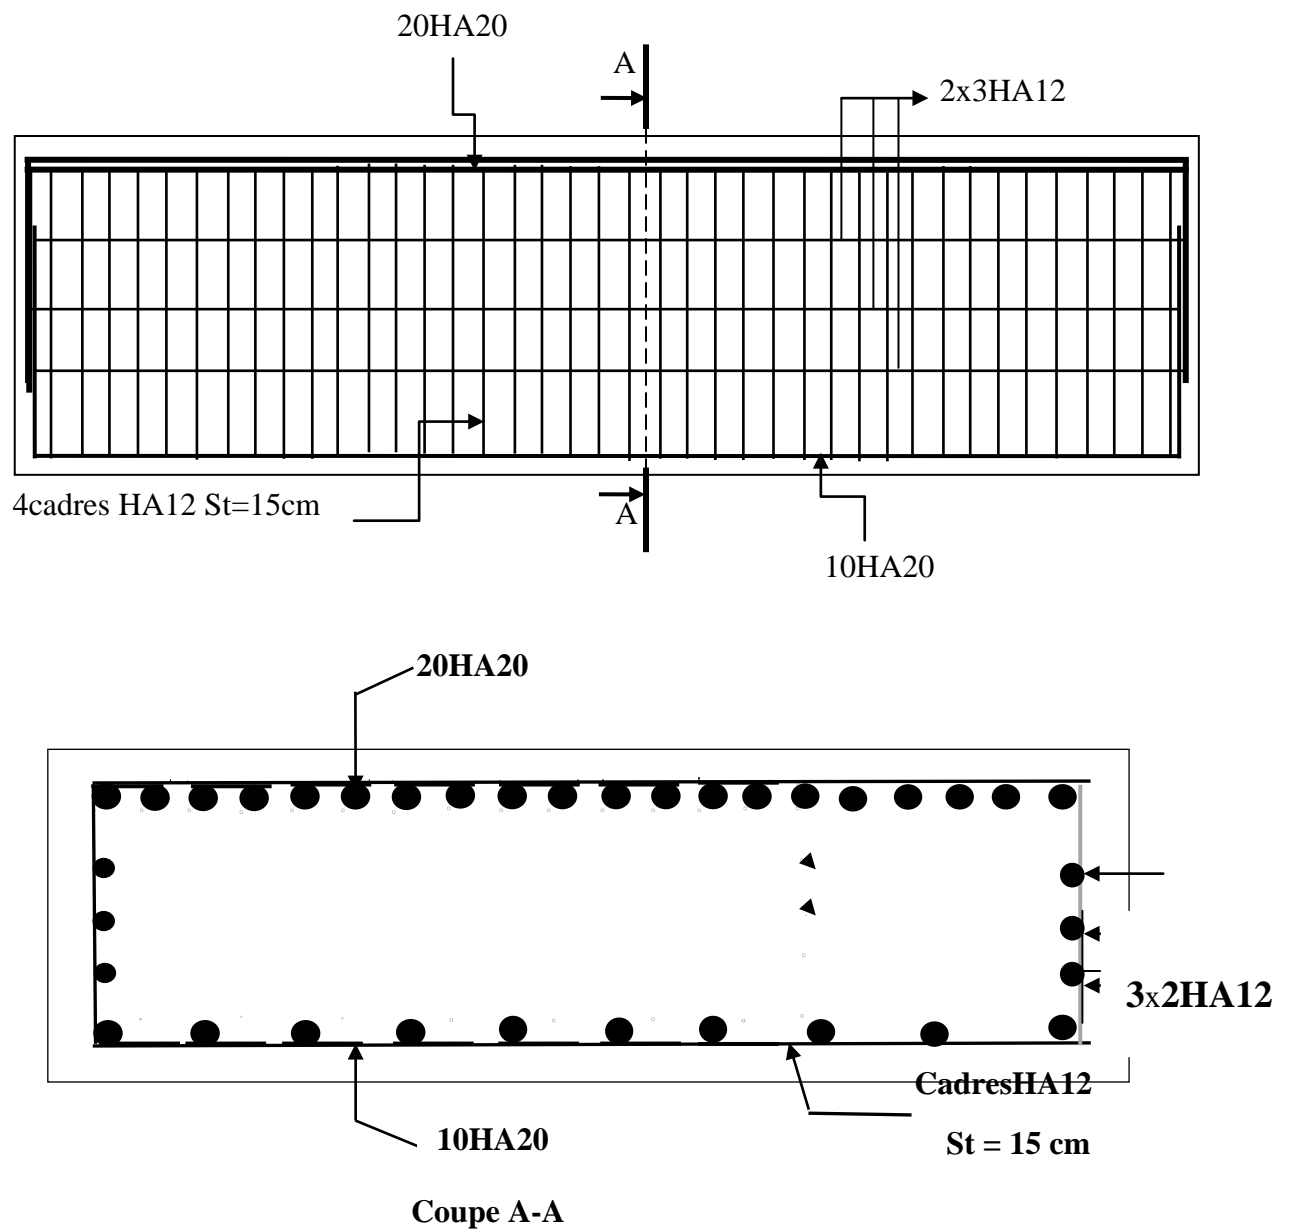 20HA20
A
2x3HA12
4cadres HA12 St=15cm
A
10HA20
20HA20
3x2HA12
CadresHA12
St = 15 cm
10HA20
Coupe A-A